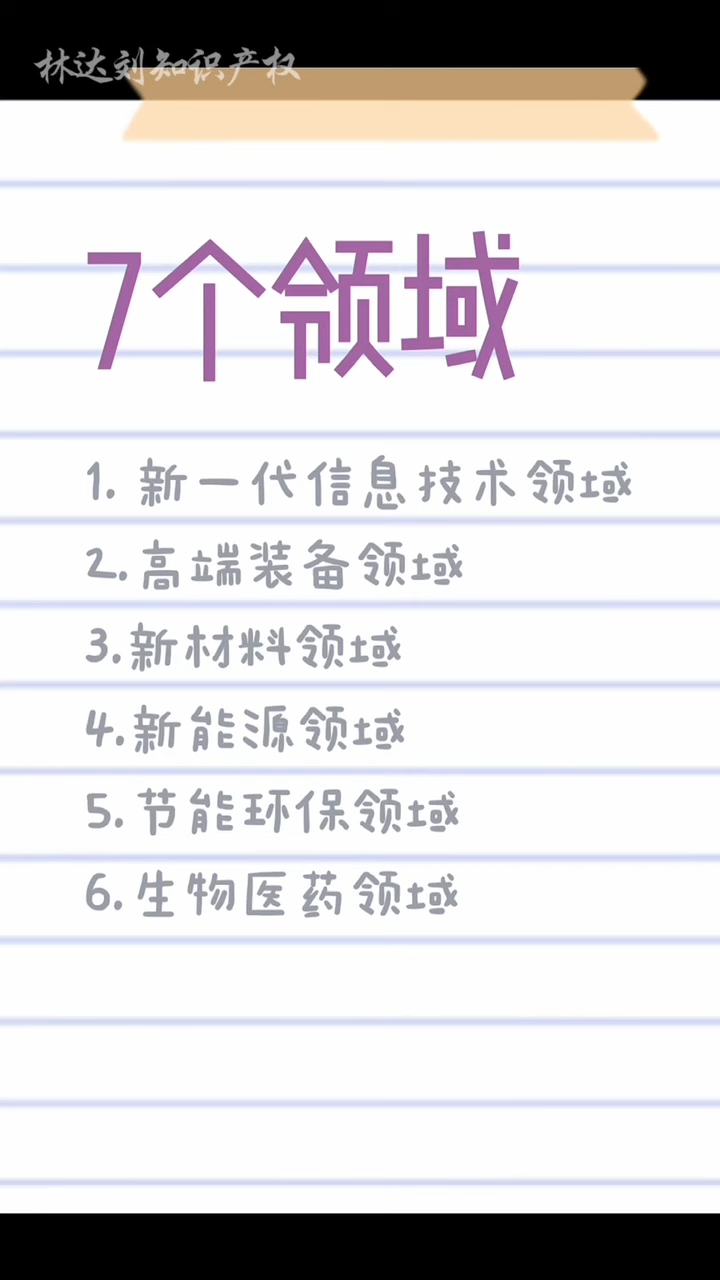 林达刘知识产权
7个领域
1. 新一代信息技术领域
2.高端装备领域
3.新材料领域
4.新能源领域
5.节能环保领域
6.生物医药领域